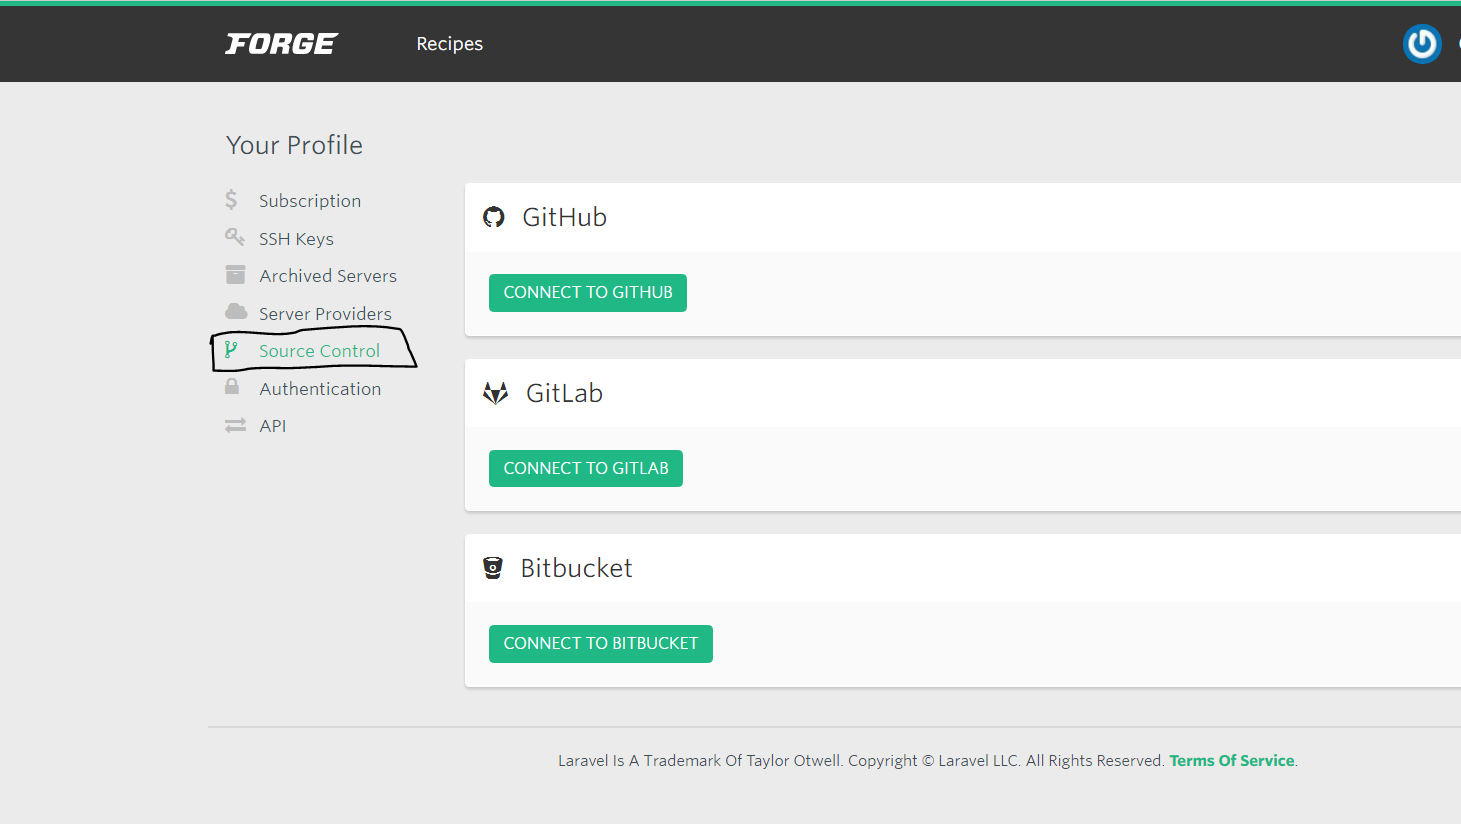 FORGE
Recipes
Your Profile
Subscription
SSH Keys
Archived Servers
Server Providers
Source Control
Authentication
API
GitHub
CONNECT TO GITHUB
GitLab
CONNECT TO GITLAB
Bitbucket
CONNECT TO BITBUCKET
Laravel Is A Trademark Of Taylor Otwell. Copyright © Laravel LLC. All Rights Reserved. Terms Of Service.